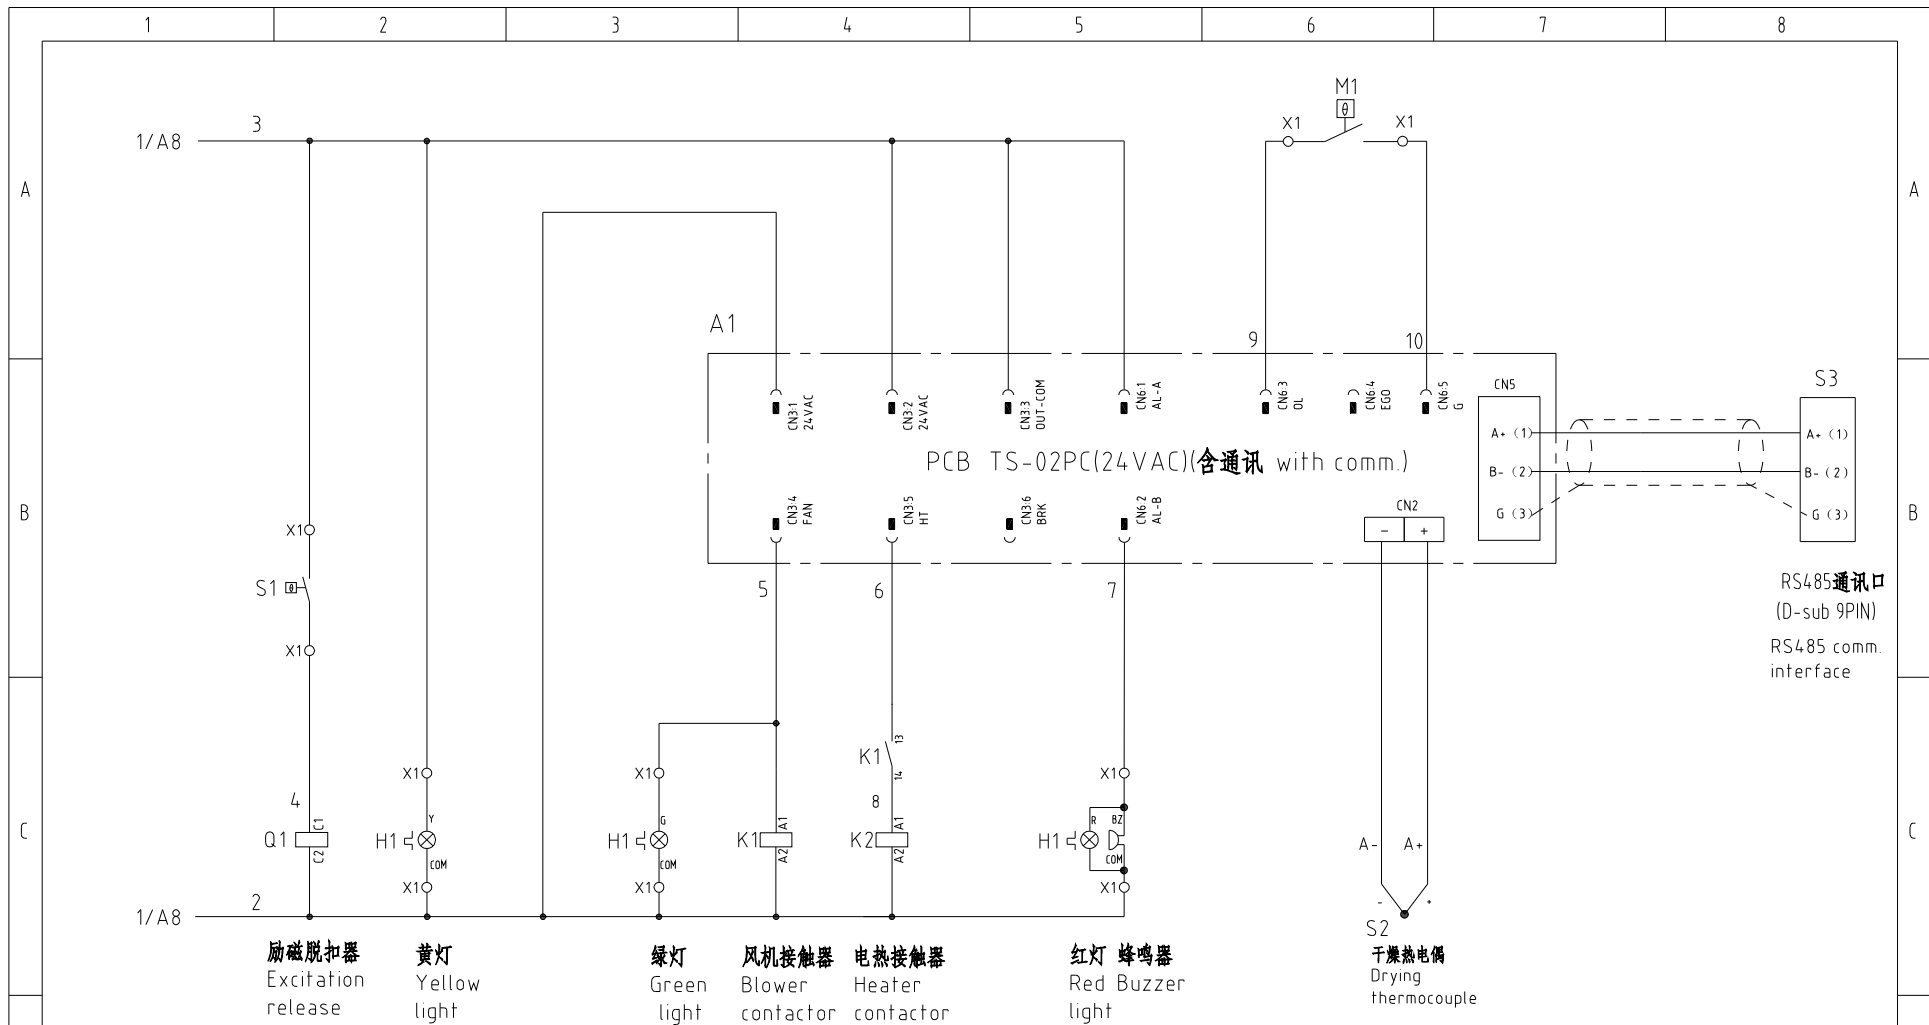 1 2 3 4 5 6 7 8
M1
θ
3
1/A8
X1
X1
A
A
A1
9
10
CN3:1
24VAC
CN3:2
24VAC
CN3:3
OUT-COM
CN6:1
AL-A
CN6:3
OL
CN6:4
EGO
CN6:5
G
CN5
S3
A+ (1)
A+ (1)
PCB TS-02PC(24VAC)(含通讯 with comm.)
B- (2)
B- (2)
G (3)
G (3)
B
B
CN3:4
FAN
CN3:5
HT
CN3:6
BRK
CN6:2
AL-B
CN2
- +
X1
S1
θ
X1
5
6
7
RS485通讯口
(D-sub 9PIN)
RS485 comm.
interface
K1
13
14
X1
X1
X1
4
8
C
C
Q1
C1
C2
H1
Y
COM
H1
G
COM
K1
A1
A2
K2
A1
A2
H1
R
BZ
COM
A-
A+
X1
X1
X1
- +
2
1/A8
S2
励磁脱扣器
Excitation
release
黄灯
Yellow
light
绿灯
Green
light
风机接触器
Blower
contactor
电热接触器
Heater
contactor
红灯 蜂鸣器
Red Buzzer
light
干燥热电偶
Drying
thermocouple